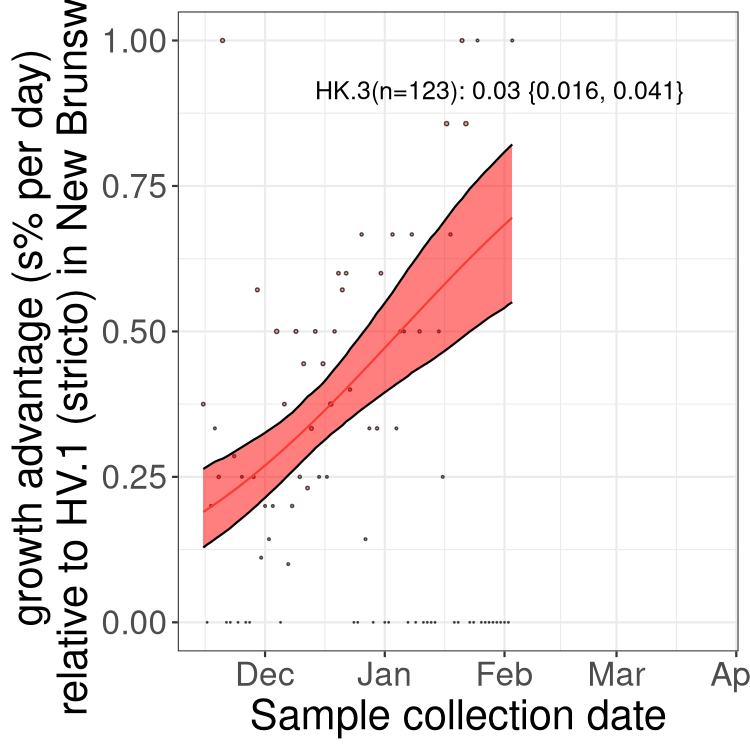 growth advantage (s% per day)
relative to HV.1 (stricto) in New Brunsw
1.00
0.75
0.50
0.25
0.00
HK.3(n=123): 0.03 {0.016, 0.041}
Dec Jan Feb Mar Ap
Sample collection date